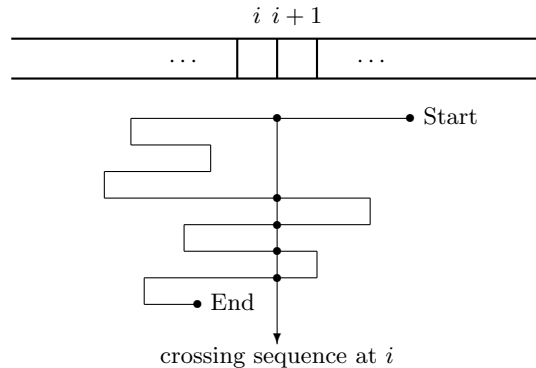 i i + 1
... ...
Start
End
crossing sequence at i